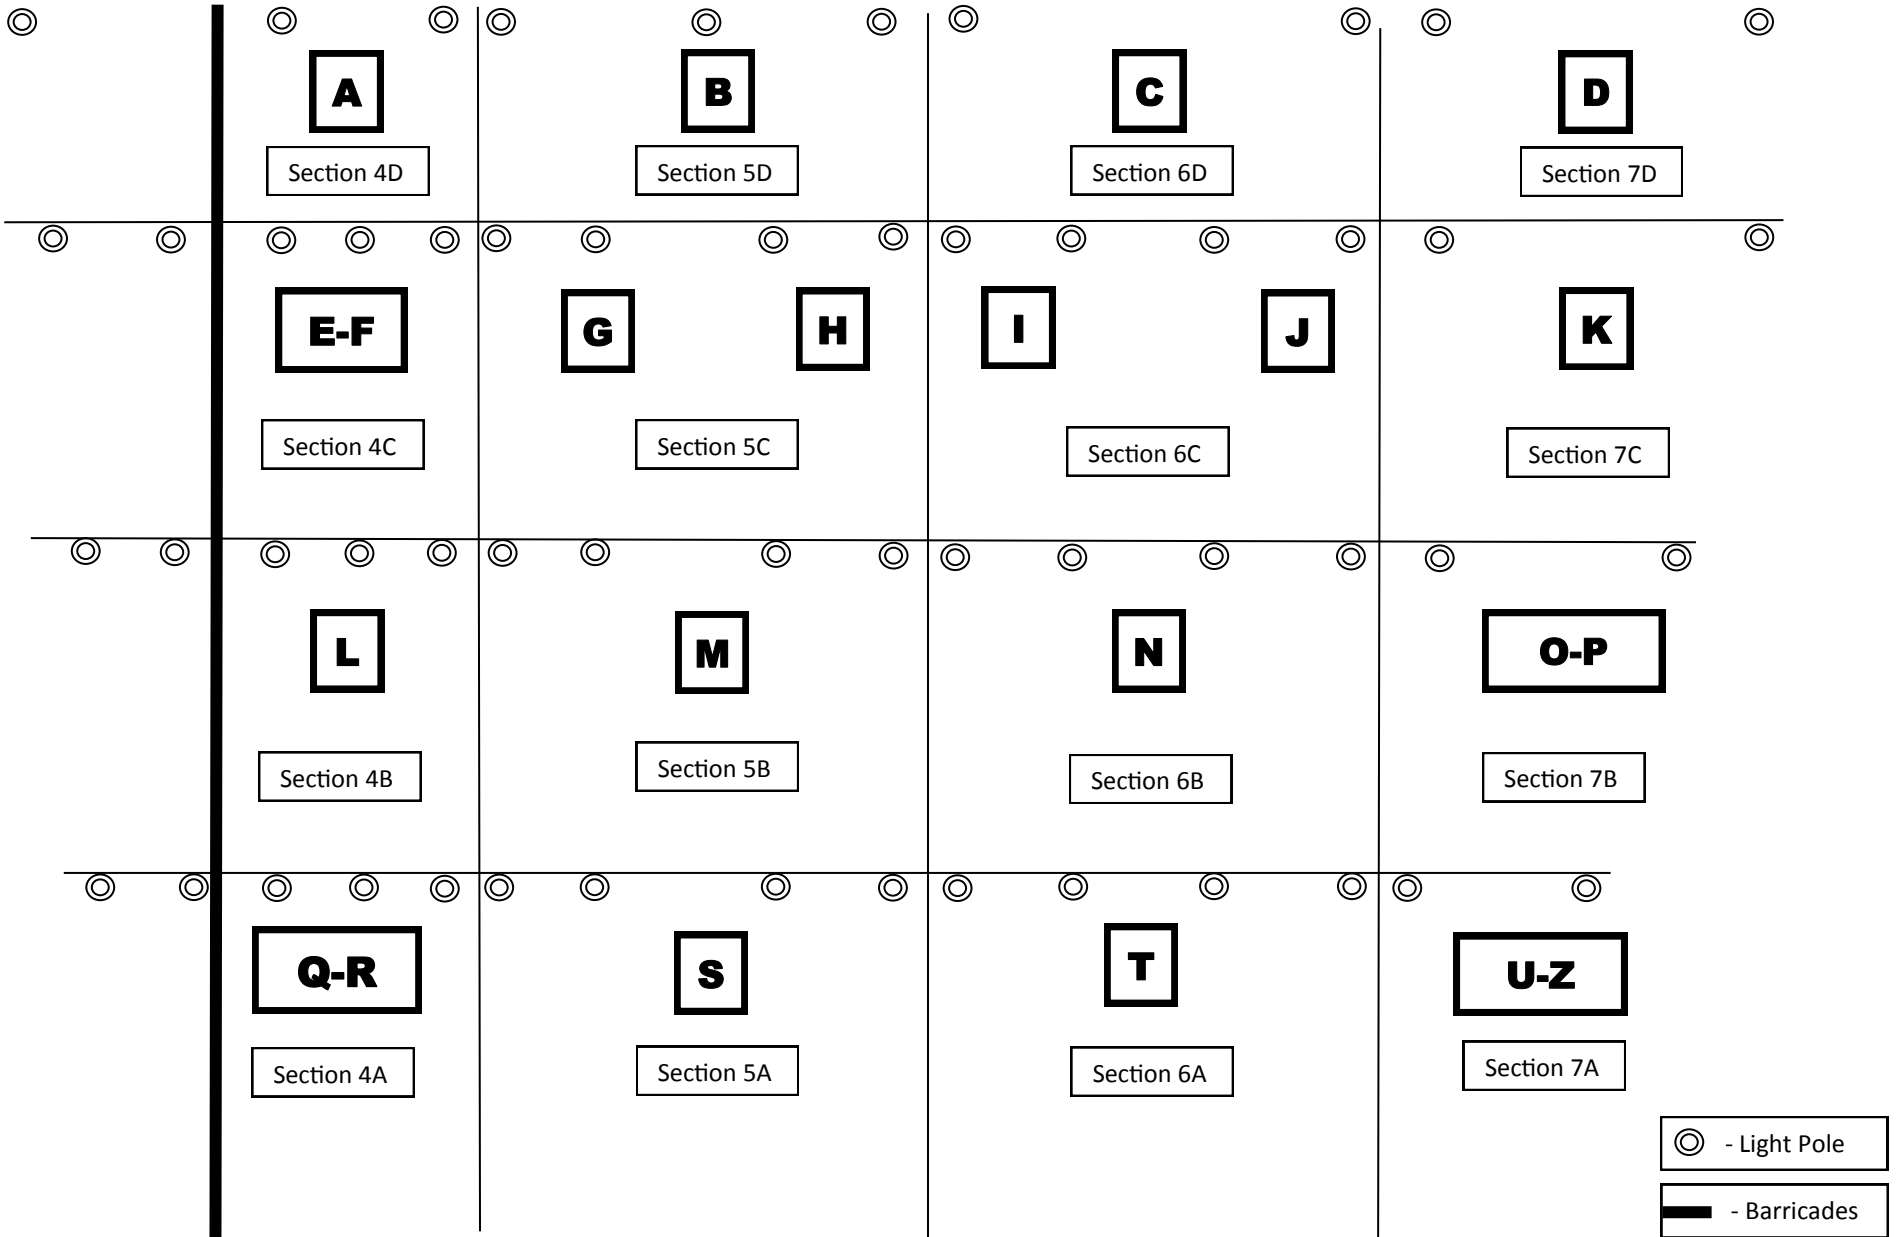 A
B
C
D
Section 4D
Section 5D
Section 6D
Section 7D
E-F
G
H
I
J
K
Section 4C
Section 5C
Section 6C
Section 7C
L
M
N
O-P
Section 4B
Section 5B
Section 6B
Section 7B
Q-R
S
T
U-Z
Section 4A
Section 5A
Section 6A
Section 7A
- Light Pole
- Barricades